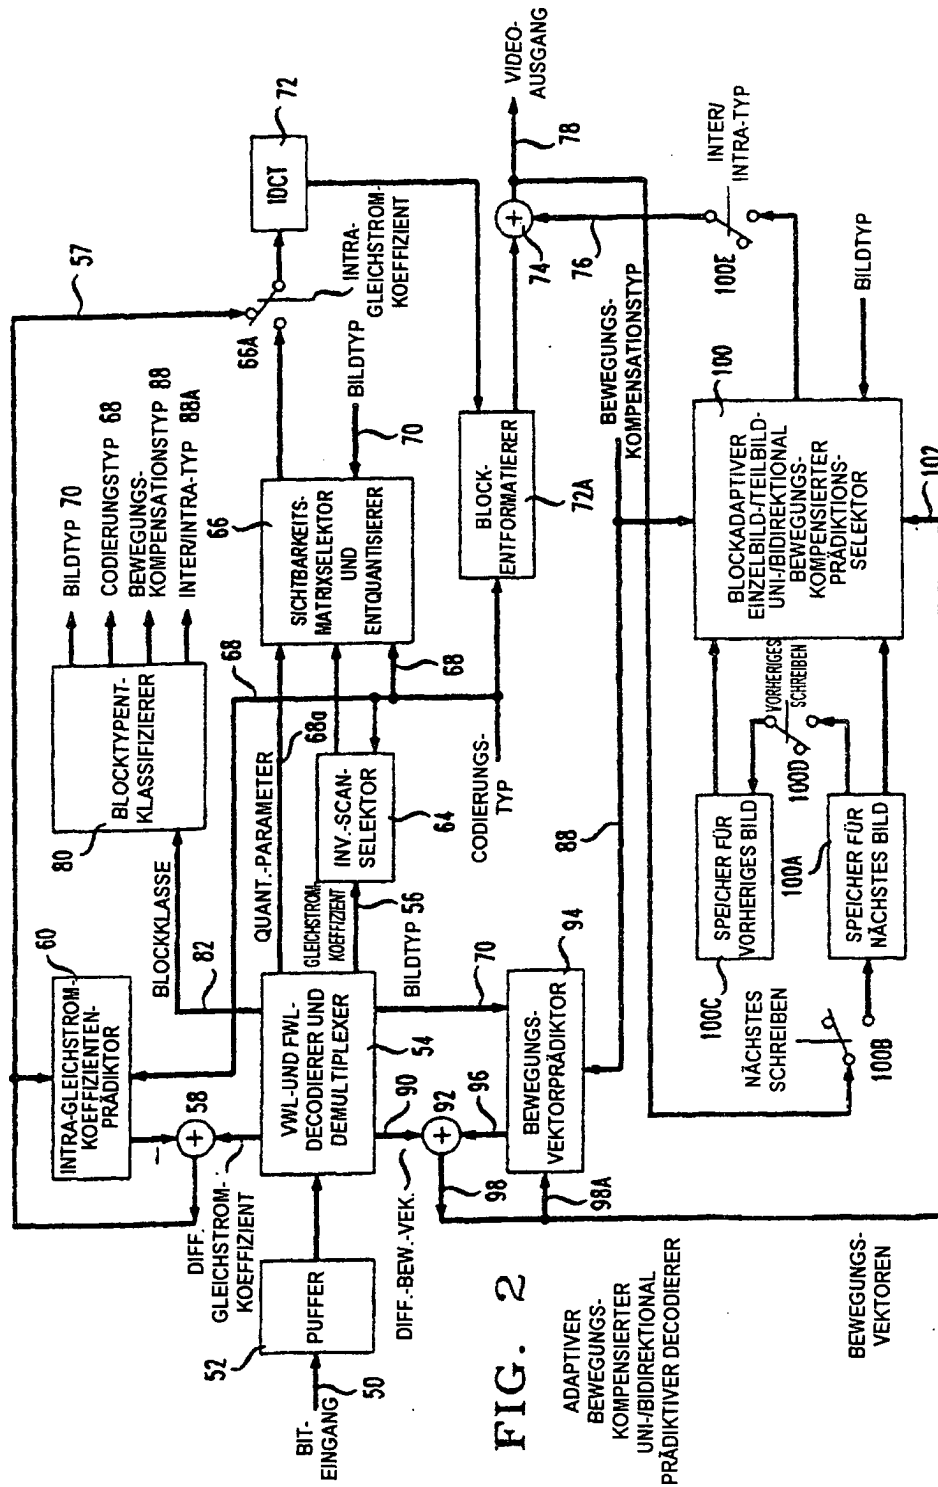 BIT-
EINGANG
50
52
PUFFER
DIFF.
GLEICHSTROM-
KOEFFIZIENT
58
60
INTRA-GLEICHSTROM-
KOEFFIZIENTEN-
PRÄDIKTOR
57
VWL-UND FWL-
DECODIERER UND
DEMULTIPLEXER
54
BLOCKKLASSE
82
80
BLOCKTYPENT-
KLASSIFIZIERER
BILDTYP 70
CODIERUNGSTYP 68
BEWEGUNGS-
KOMPENSATIONSTYP 88
INTER/INTRA-TYP 88A
QUANT.-PARAMETER
68a
68
GLEICHSTROM-
KOEFFIZIENT
56
INV.-SCAN-
SELEKTOR
64
BILDTYP
70
CODIERUNGS-
TYP
68
66
SICHTBARKEITS-
MATRIXSELEKTOR
UND
ENTQUANTISIERER
70
BILDTYP
66A
INTRA-
GLEICHSTROM-
KOEFFIZIENT
IDCT
72
BLOCK-
ENTFORMATIERER
72A
74
76
78
VIDEO-
AUSGANG
DIFF.-BEW.-VEK.
90
92
96
98
98A
BEWEGUNGS-
VEKTORPRÄDIKTOR
94
88
BEWEGUNGS-
KOMPENSATIONSTYP
INTER/
INTRA-TYP
100E
BILDTYP
100
BLOCKADAPTIVER
EINZELBILD-/TEILBILD-
UNI-/BIDIREKTIONAL
BEWEGUNGS-
KOMPENSIERTER
PRÄDIKTIONS-
SELEKTOR
102
VORHERIGES
SCHREIBEN
100D
SPEICHER FÜR
VORHERIGES BILD
100C
100A
SPEICHER FÜR
NÄCHSTES BILD
NÄCHSTES
SCHREIBEN
100B
BEWEGUNGS-
VEKTOREN
FIG. 2
ADAPTIVER
BEWEGUNGS-
KOMPENSIERTER
UNI-/BIDIREKTIONAL
PRÄDIKTIVER DECODIERER